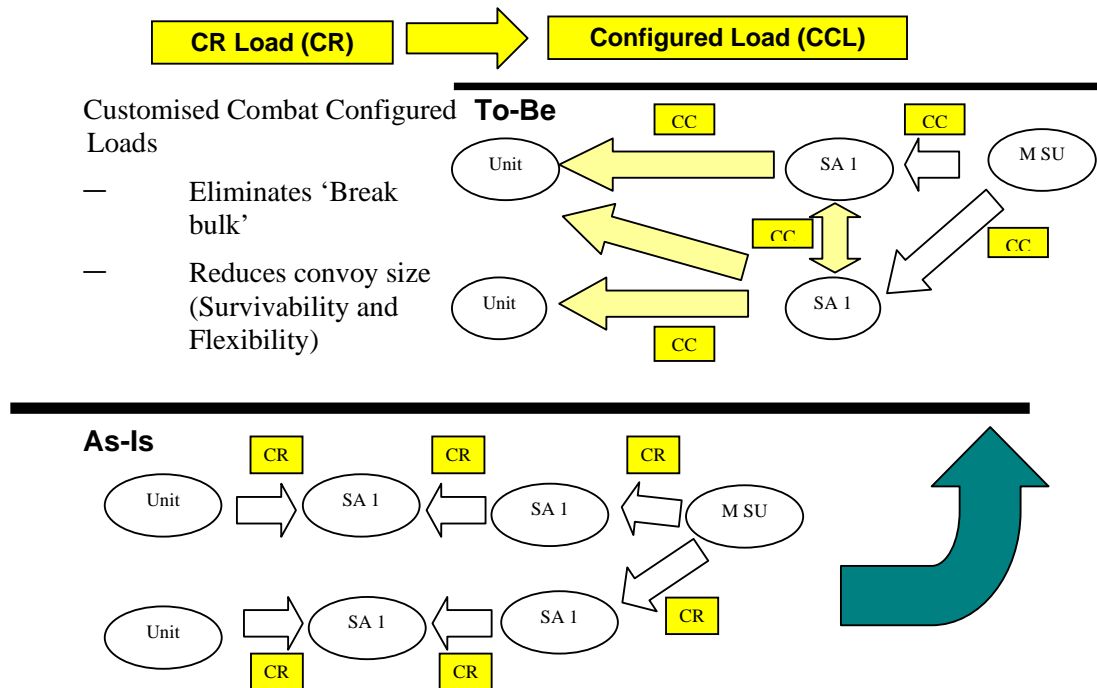 CR Load (CR)
Configured Load (CCL)
Customised Combat Configured
Loads
— Eliminates ‘Break
bulk’
— Reduces convoy size
(Survivability and
Flexibility)
To-Be
CC
CC
Unit
SA 1
M SU
CC
CC
Unit
SA 1
CC
As-Is
CR
CR
CR
Unit
SA 1
SA 1
M SU
Unit
SA 1
SA 1
CR
CR
CR